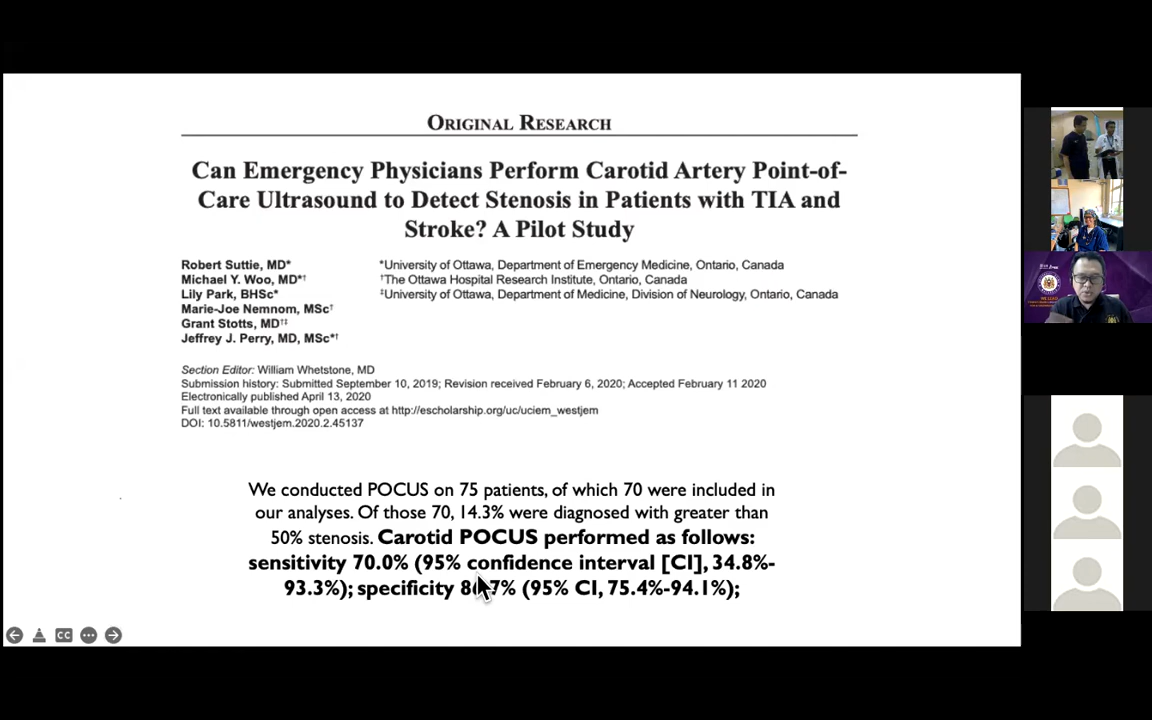 ORIGINAL RESEARCH
Can Emergency Physicians Perform Carotid Artery Point-of-
Care Ultrasound to Detect Stenosis in Patients with TIA and
Stroke? A Pilot Study
Robert Suttie, MD*
Michael Y. Woo, MD*†
Lily Park, BHSc*
Marie-Joe Nemnom, MSc†
Grant Stotts, MD†‡
Jeffrey J. Perry, MD, MSc*†
*University of Ottawa, Department of Emergency Medicine, Ontario, Canada
†The Ottawa Hospital Research Institute, Ontario, Canada
‡University of Ottawa, Department of Medicine, Division of Neurology, Ontario, Canada
Section Editor: William Whetstone, MD
Submission history: Submitted September 10, 2019; Revision received February 6, 2020; Accepted February 11 2020
Electronically published April 13, 2020
Full text available through open access at http://escholarship.org/uc/uciem_westjem
DOI: 10.5811/westjem.2020.2.45137
We conducted POCUS on 75 patients, of which 70 were included in
our analyses. Of those 70, 14.3% were diagnosed with greater than
50% stenosis. Carotid POCUS performed as follows:
sensitivity 70.0% (95% confidence interval [CI], 34.8%-
93.3%); specificity (95% CI, 75.4%-94.1%);
CC